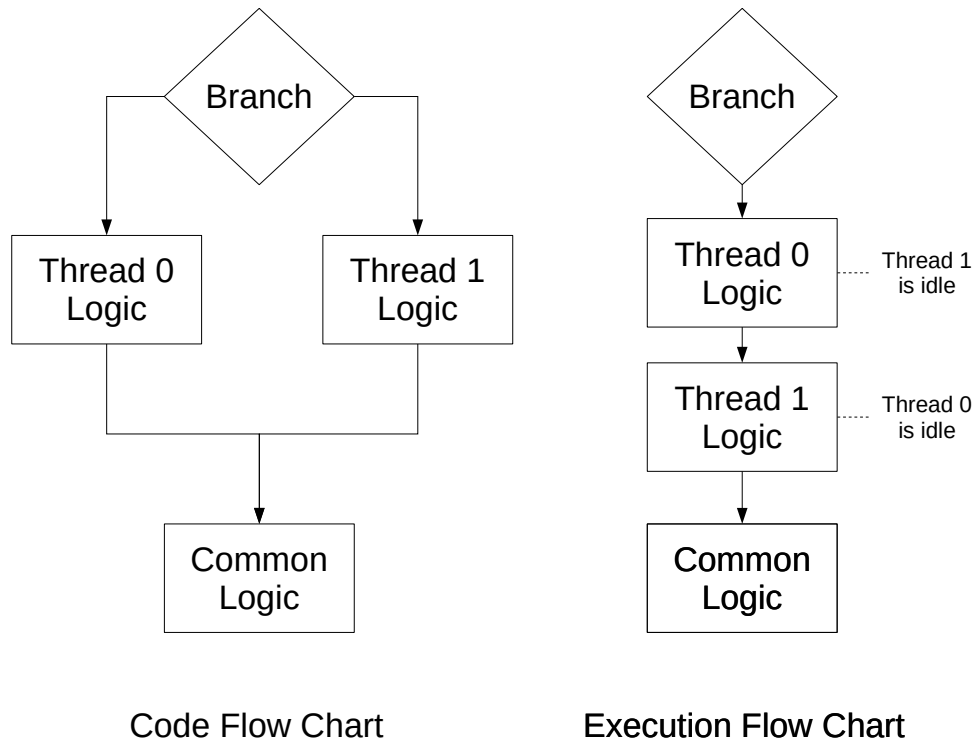 Branch
Thread 0
Logic
Thread 1
Logic
Common
Logic
Code Flow Chart
Branch
Thread 0
Logic
Thread 1
is idle
Thread 1
Logic
Thread 0
is idle
Common
Logic
Execution Flow Chart